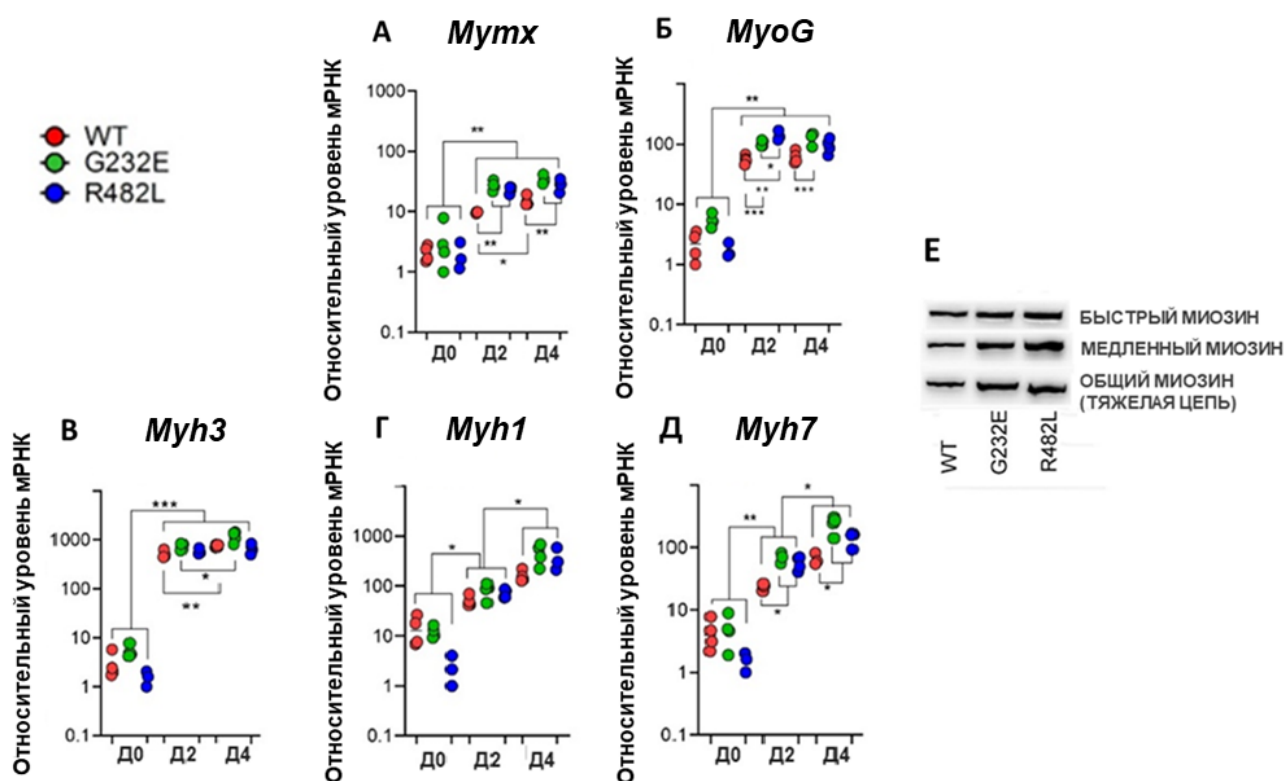 WT
G232E
R482L
А
Mymx
Относительный уровень мРНК
1000
100
10
1
0.1
**
**
*
**
Д0 Д2 Д4
Б
MyoG
Относительный уровень мРНК
100
10
1
0.1
**
*
**
***
***
Д0 Д2 Д4
В
Myh3
Относительный уровень мРНК
1000
100
10
1
0.1
***
*
**
Д0 Д2 Д4
Г
Myh1
Относительный уровень мРНК
1000
100
10
1
0.1
*
*
Д0 Д2 Д4
Д
Myh7
Относительный уровень мРНК
100
10
1
0.1
**
*
*
*
Д0 Д2 Д4
Е
БЫСТРЫЙ МИОЗИН
МЕДЛЕННЫЙ МИОЗИН
ОБЩИЙ МИОЗИН
(ТЯЖЕЛАЯ ЦЕПЬ)
WT
G232E
R482L